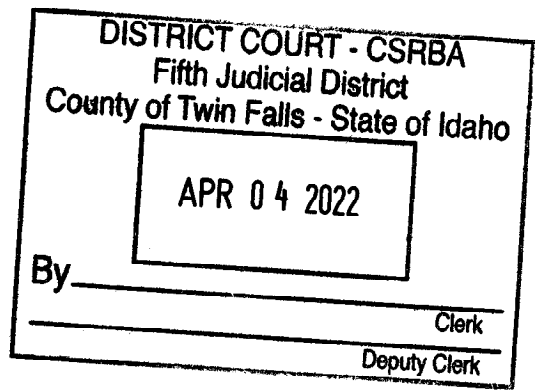 DISTRICT COURT - CSRBA
Fifth Judicial District
County of Twin Falls - State of Idaho
APR 04 2022
By
Clerk
Deputy Clerk